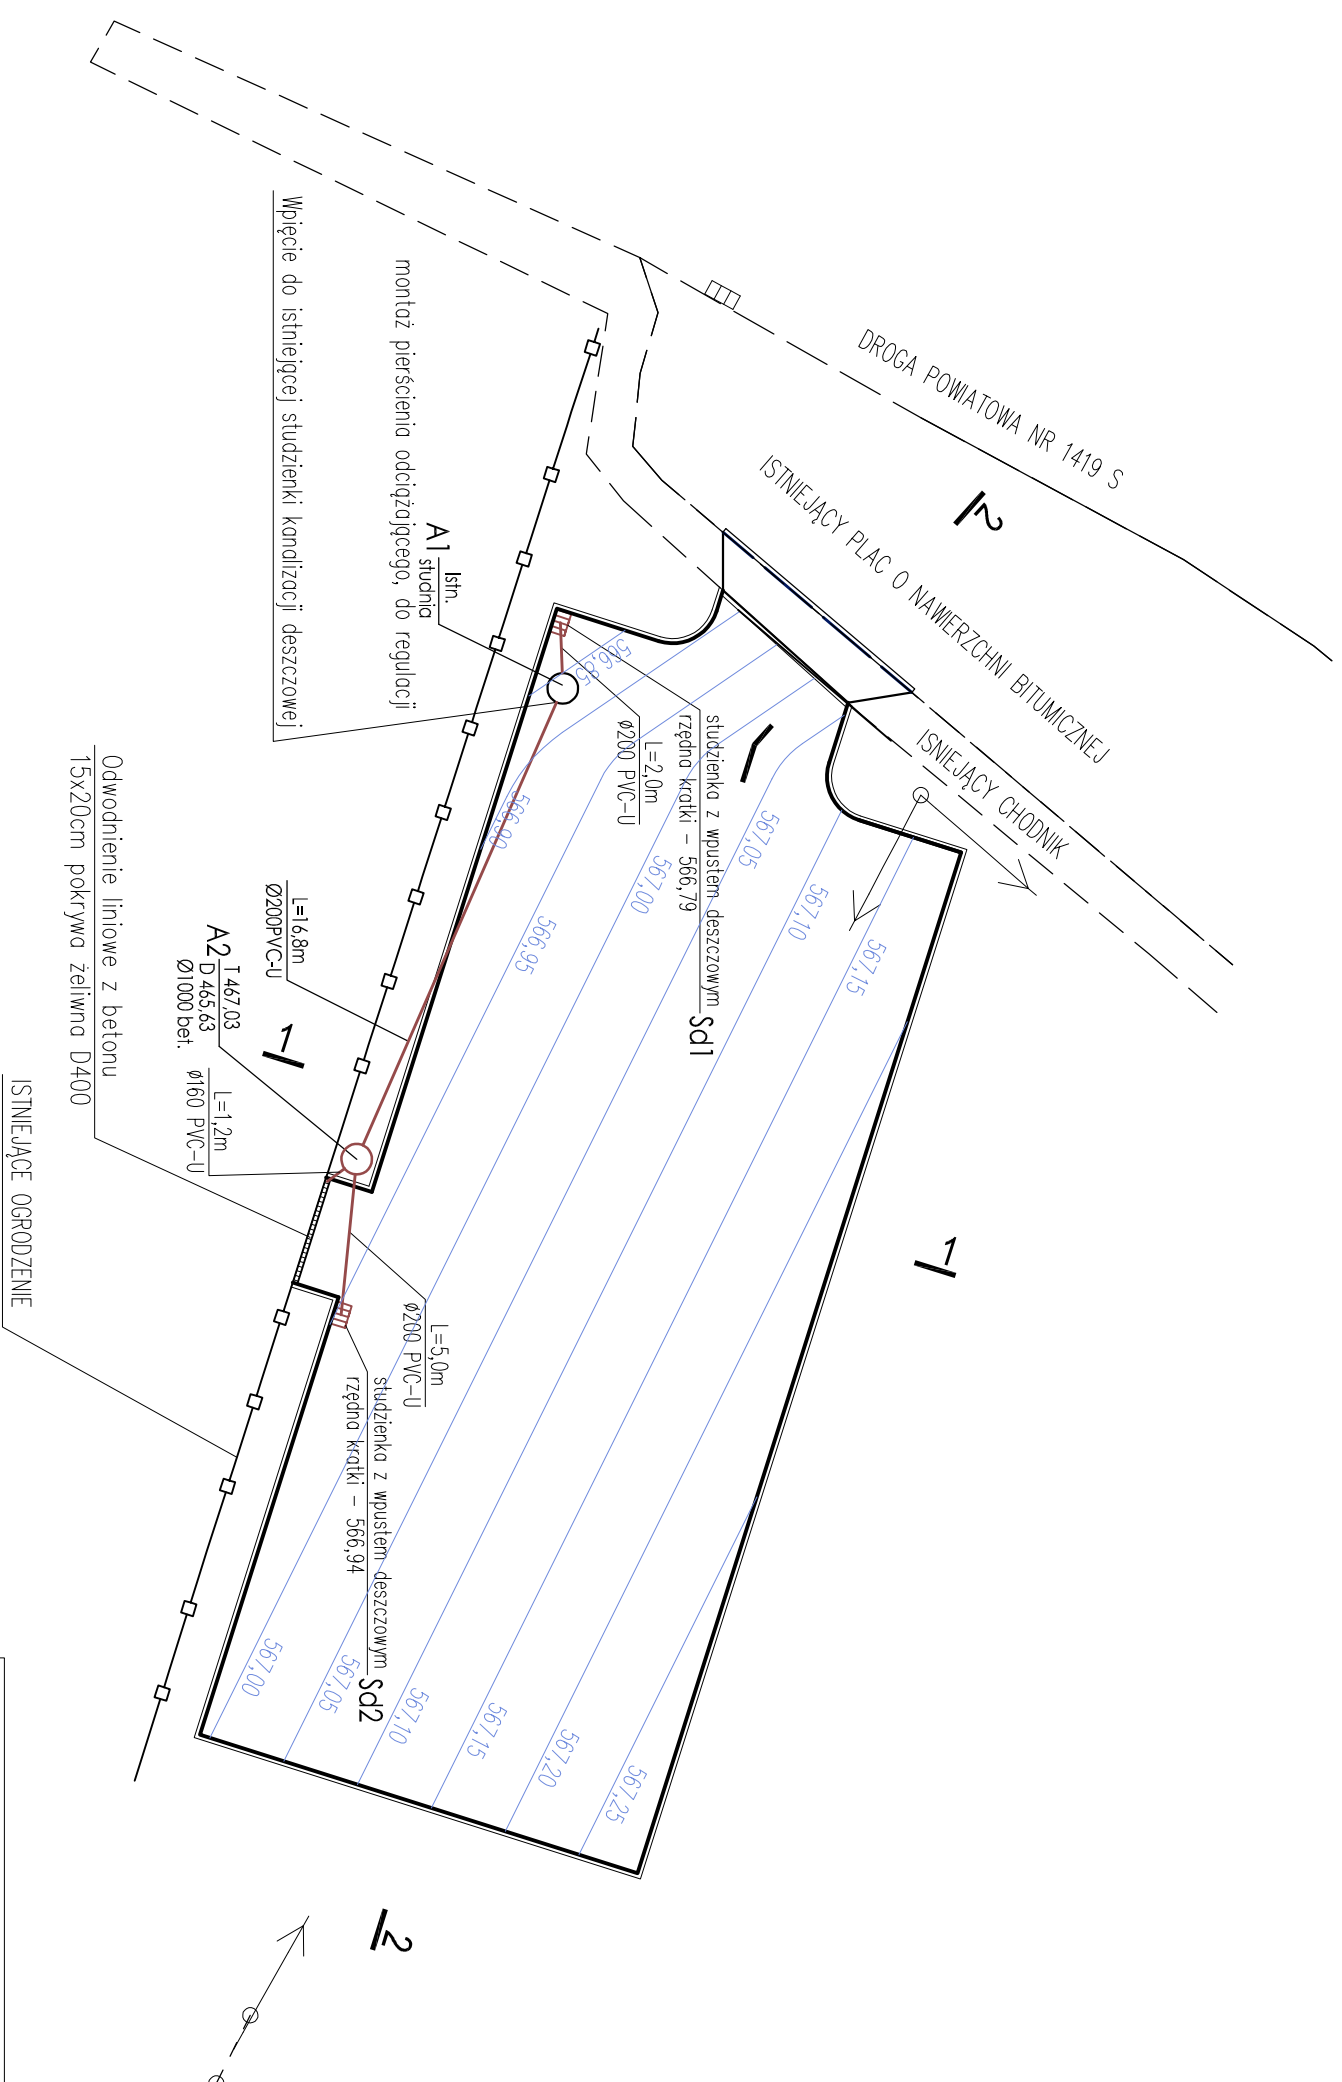 DROGA POWIATOWA NR 1419 S
ISTNIEJĄCY PLAC O NAWIERZCHNI BITUMICZNEJ
ISNIEJĄCY CHODNIK
2
1
567,15
567,10
567,05
567,00
566,95
566,90
566,85
studzienka z wpustem deszczowym
rzędna kratki - 566,79
Sd1
L=2,0m
ø200 PVC-U
A1
Istn.
studnia
montaż pierścienia odciążającego, do regulacji
Wpięcie do istniejącej studzienki kanalizacji deszczowej
L=16,8m
Ø200PVC-U
A2
T 467,03
D 465,63
Ø1000 bet.
1
L=1,2m
ø160 PVC-U
Odwodnienie liniowe z betonu
15x20cm pokrywa żeliwna D400
ISTNIEJĄCE OGRODZENIE
L=5,0m
ø200 PVC-U
studzienka z wpustem deszczowym
rzędna kratki - 566,94
Sd2
567,25
567,20
567,15
567,10
567,05
567,00
2